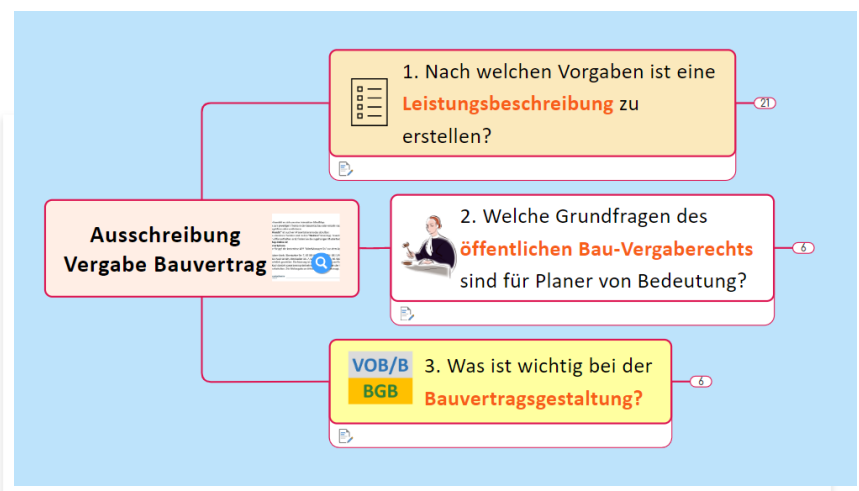 1. Nach welchen Vorgaben ist eine
Leistungsbeschreibung zu
erstellen?
21
Ausschreibung
Vergabe Bauvertrag
2. Welche Grundfragen des
öffentlichen Bau-Vergaberechts
sind für Planer von Bedeutung?
6
VOB/B
BGB
3. Was ist wichtig bei der
Bauvertragsgestaltung?
6